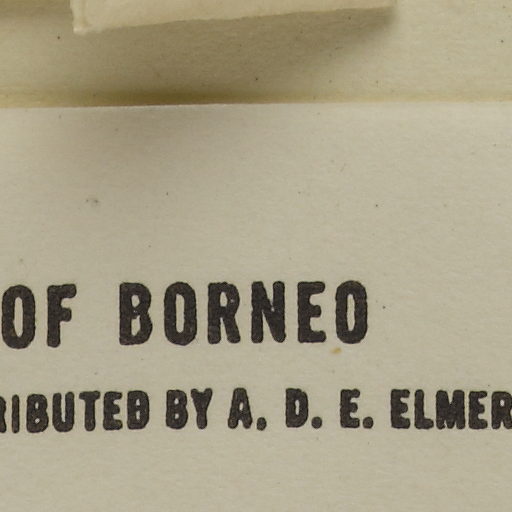 OF BORNEO
RIBUTED BY A. D. E. ELMER